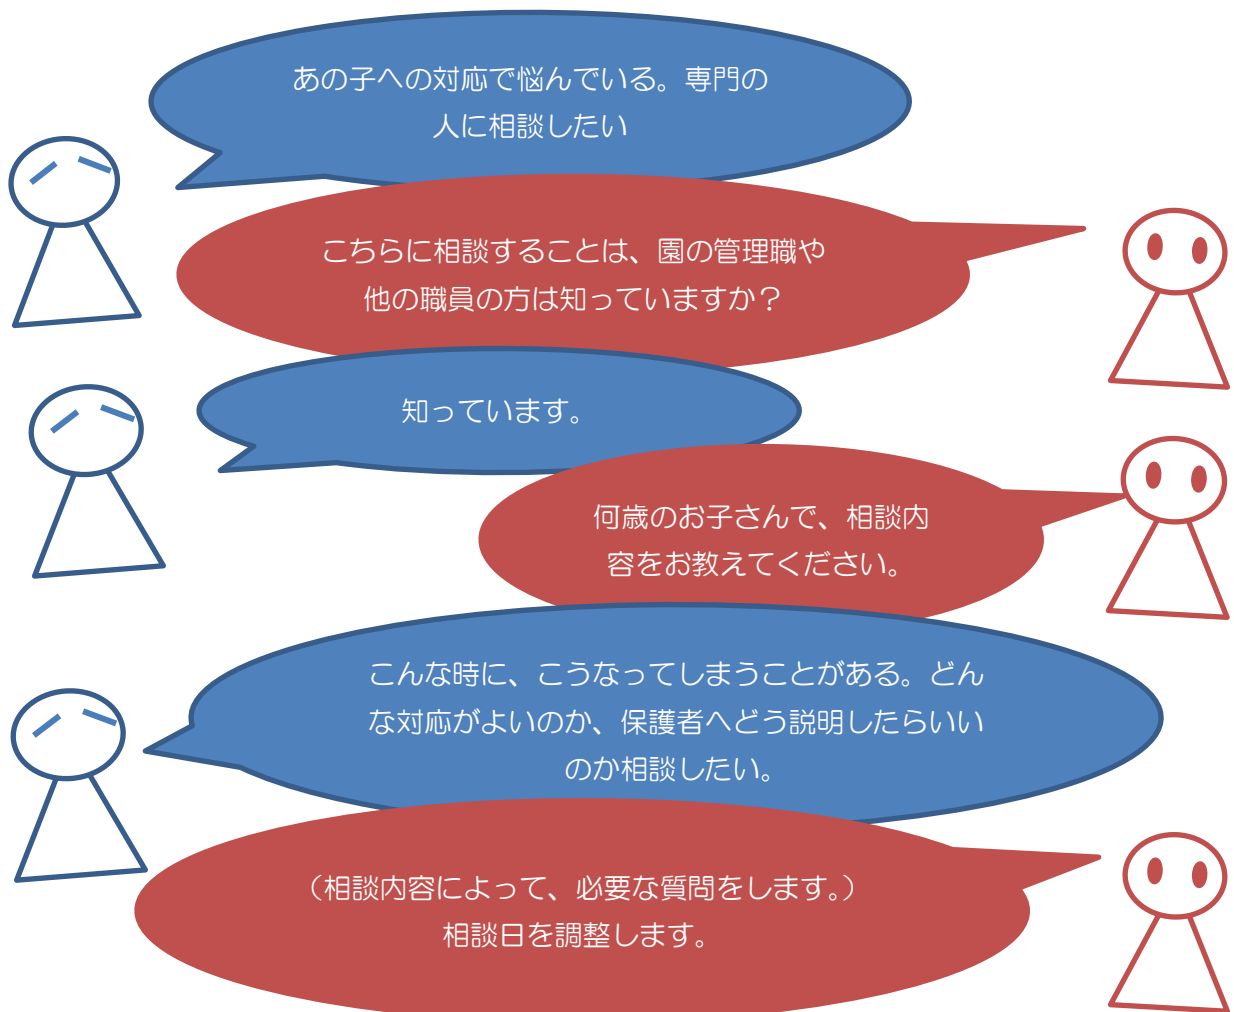 あの子への対応で悩んでいる。専門の
人に相談したい
こちらに相談することは、園の管理職や
他の職員の方は知っていますか？
知っています。
何歳のお子さんで、相談内
容をお教えてください。
こんな時に、こうなってしまうことがある。どん
な対応がよいのか、保護者へどう説明したらいい
のか相談したい。
（相談内容によって、必要な質問をします。）
相談日を調整します。